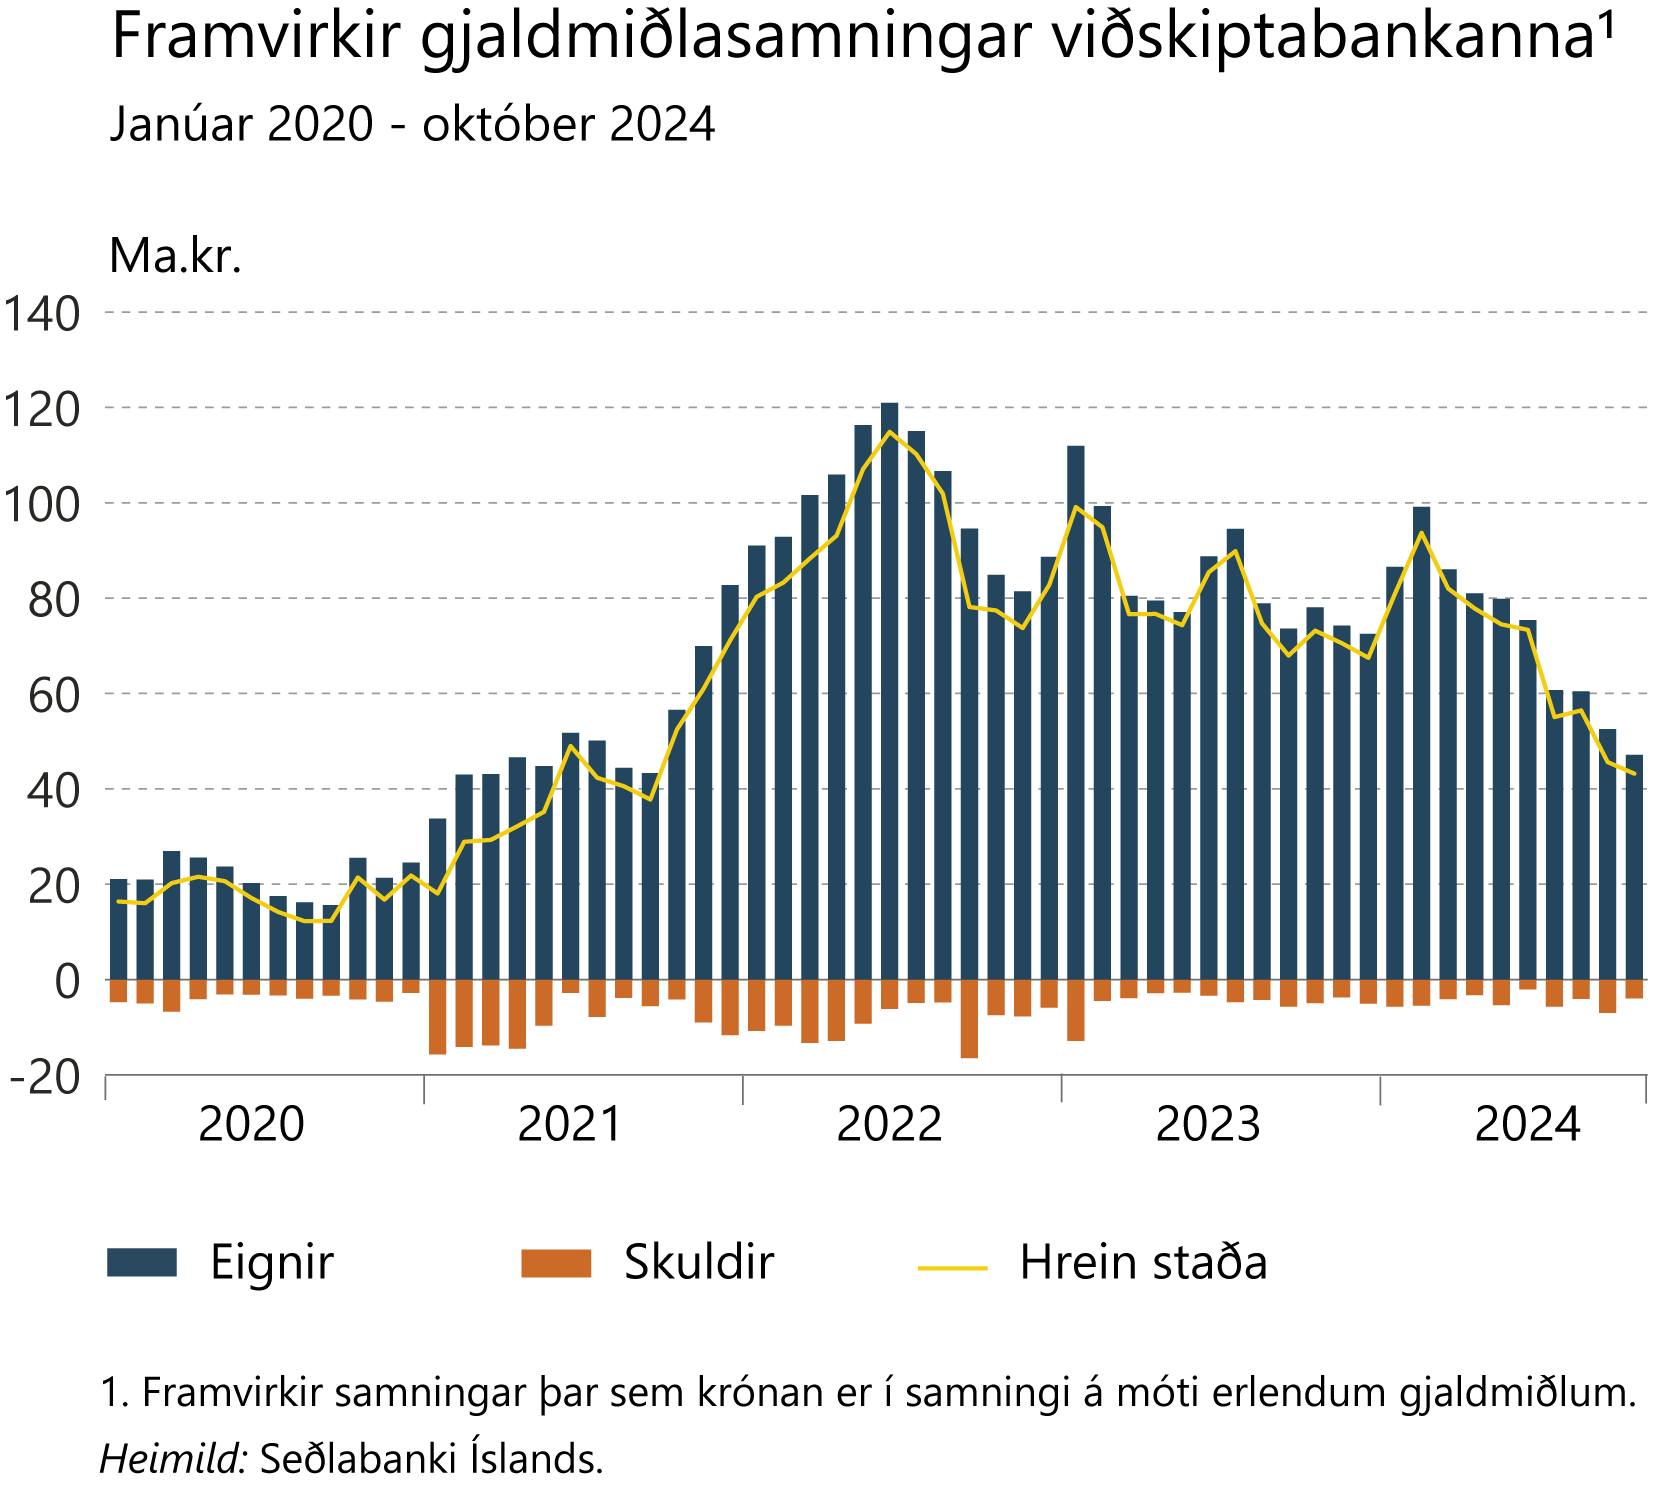 Framvirkir gjaldmiðlasamningar viðskiptabankanna¹
Janúar 2020 - október 2024
Ma.kr.
140
120
100
80
60
40
20
0
-20
2020 2021 2022 2023 2024
Eignir Skuldir Hrein staða
1. Framvirkir samningar þar sem krónan er í samningi á móti erlendum gjaldmiðlum.
Heimild: Seðlabanki Íslands.